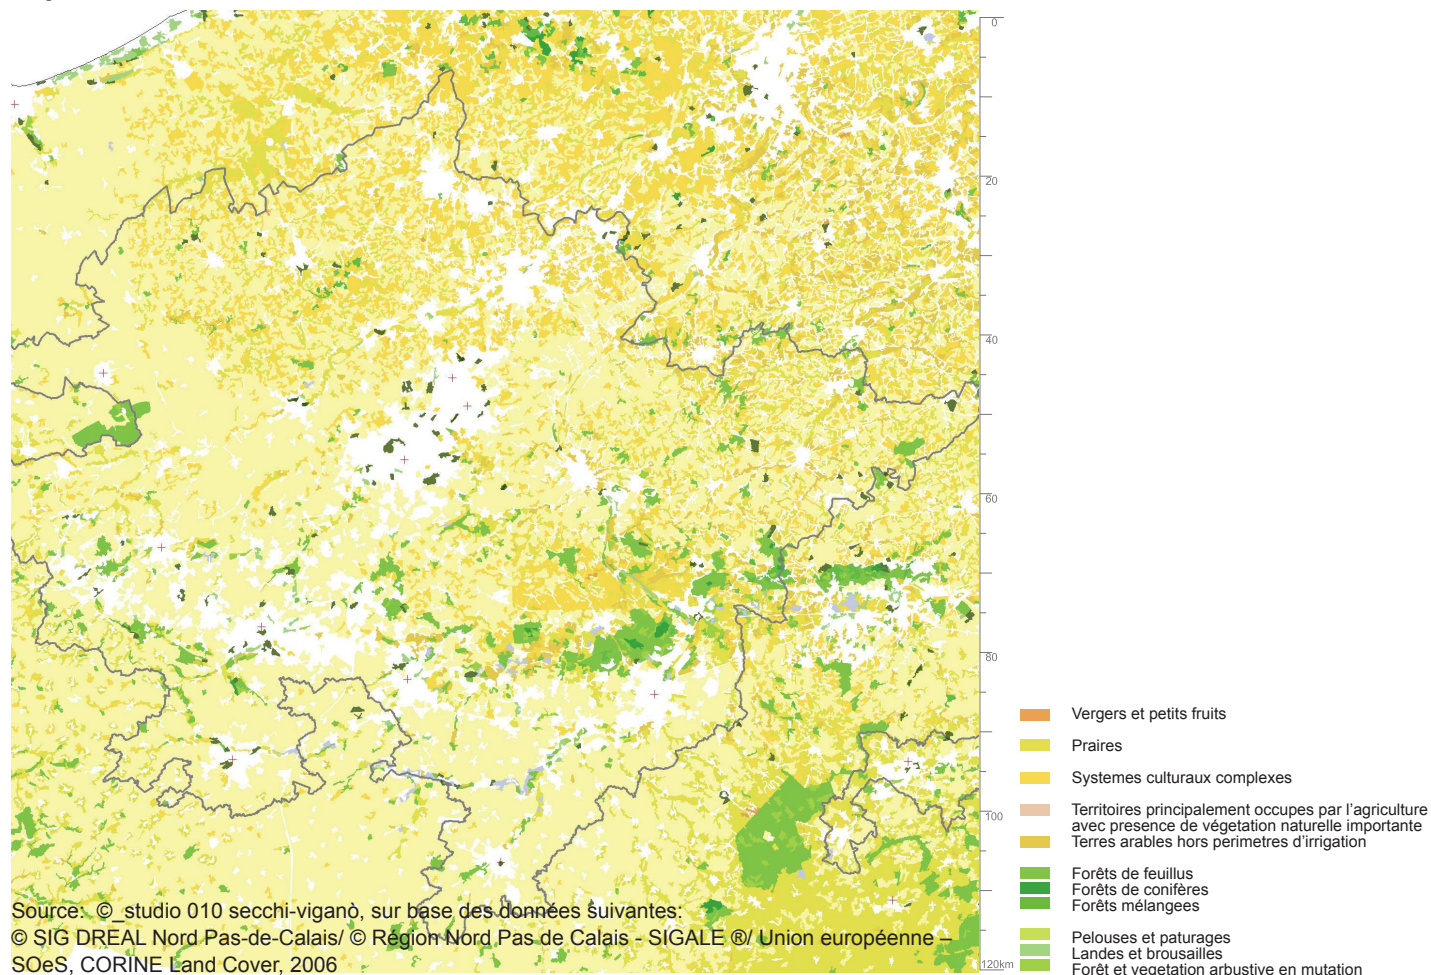 0
20
40
60
80
100
120km
Vergers et petits fruits
Praires
Systemes culturaux complexes
Territoires principalement occupes par l'agriculture
avec presence de végetation naturelle importante
Terres arables hors perimetres d'irrigation
Forêts de feuillus
Forêts de conifères
Forêts mélangees
Pelouses et paturages
Landes et brousailles
Forêt et vegetation arbustive en mutation
Source: ©_studio 010 secchi-viganò, sur base des données suivantes:
© SIG DREAL Nord Pas-de-Calais/ © Région Nord Pas de Calais - SIGALE ®/ Union européenne –
SOeS, CORINE Land Cover, 2006